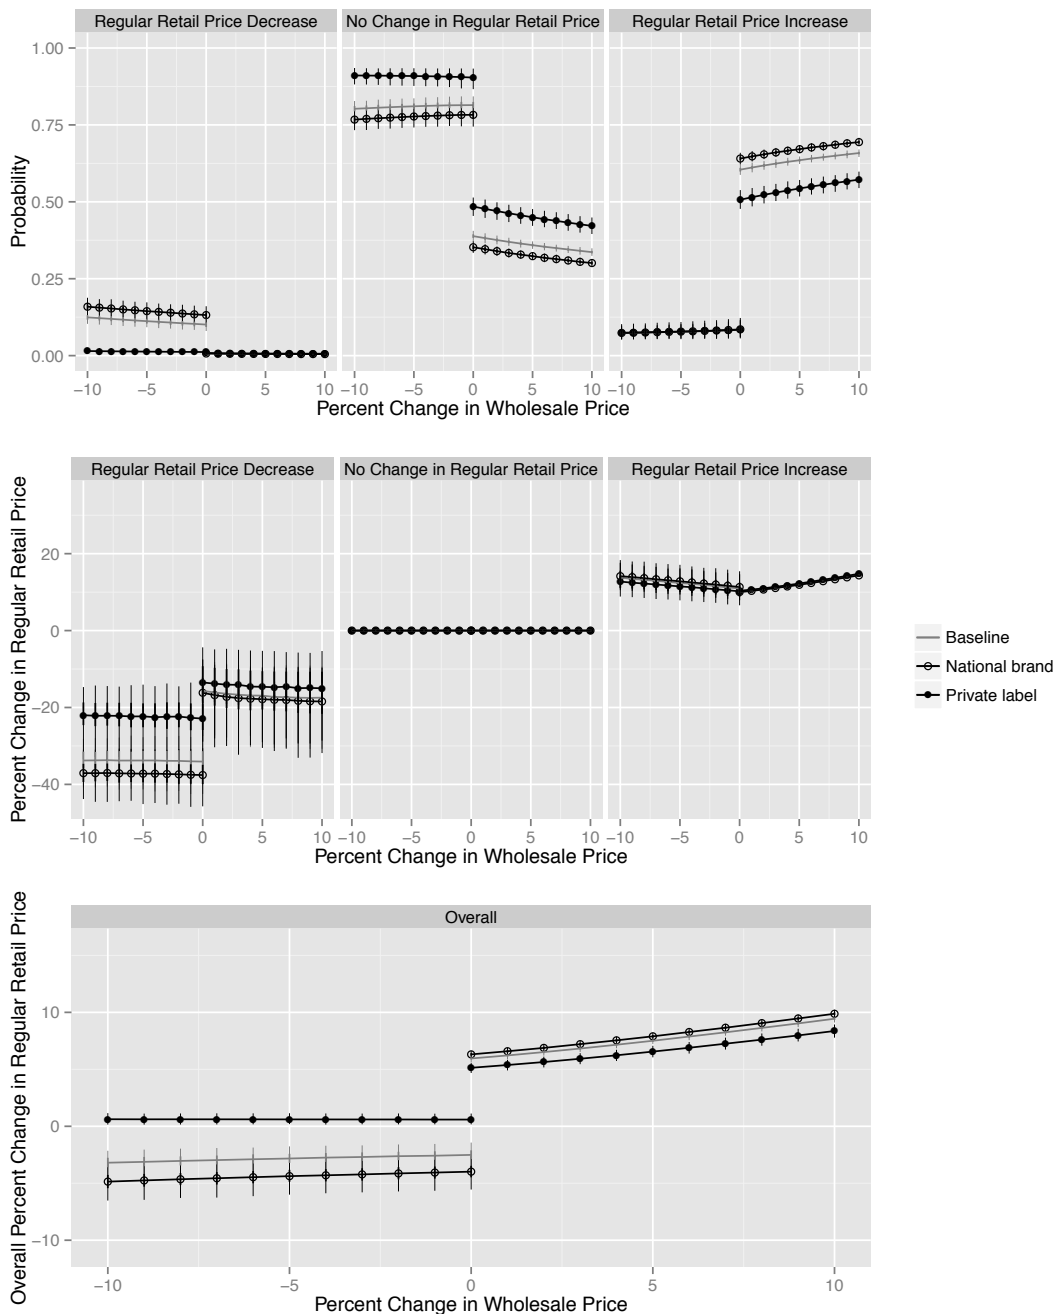 Regular Retail Price Decrease
No Change in Regular Retail Price
Regular Retail Price Increase
Probability
1.00
0.75
0.50
0.25
0.00
−10 −5 0 5 10
−10 −5 0 5 10
−10 −5 0 5 10
Percent Change in Wholesale Price
Regular Retail Price Decrease
No Change in Regular Retail Price
Regular Retail Price Increase
Percent Change in Regular Retail Price
20
0
−20
−40
−10 −5 0 5 10
−10 −5 0 5 10
−10 −5 0 5 10
Percent Change in Wholesale Price
Baseline
National brand
Private label
Overall
Overall Percent Change in Regular Retail Price
10
0
−10
−10 −5 0 5 10
Percent Change in Wholesale Price